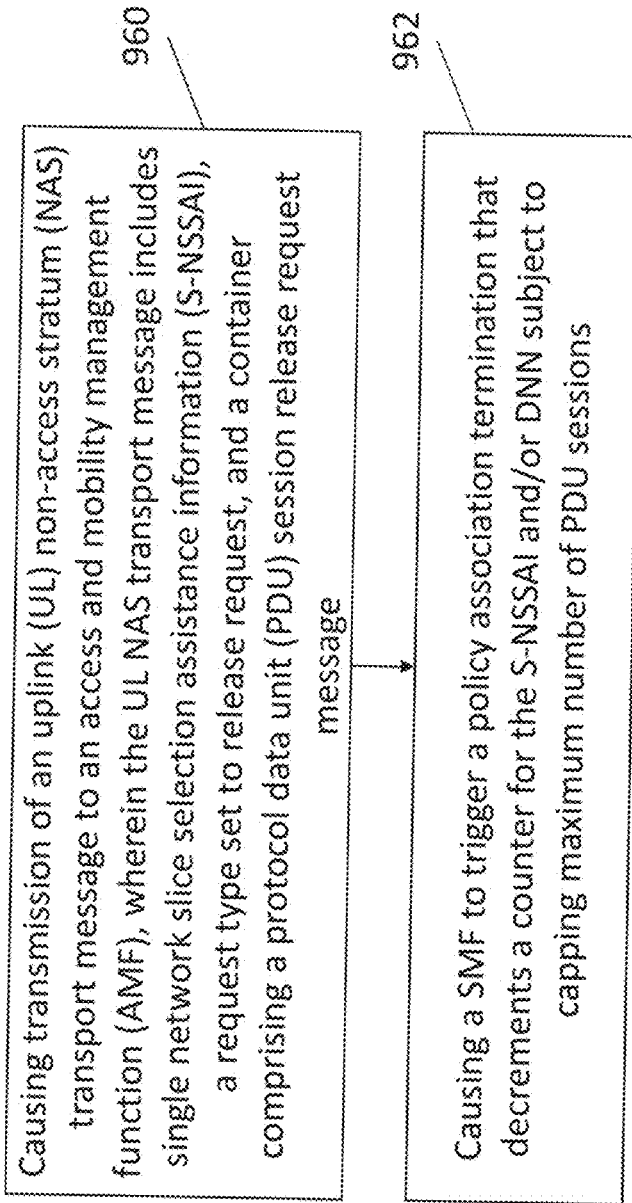 Causing transmission of an uplink (UL) non-access stratum (NAS)
transport message to an access and mobility management
function (AMF), wherein the UL NAS transport message includes
single network slice selection assistance information (S-NSSAI),
a request type set to release request, and a container
comprising a protocol data unit (PDU) session release request
message
960
Causing a SMF to trigger a policy association termination that
decrements a counter for the S-NSSAI and/or DNN subject to
capping maximum number of PDU sessions
962